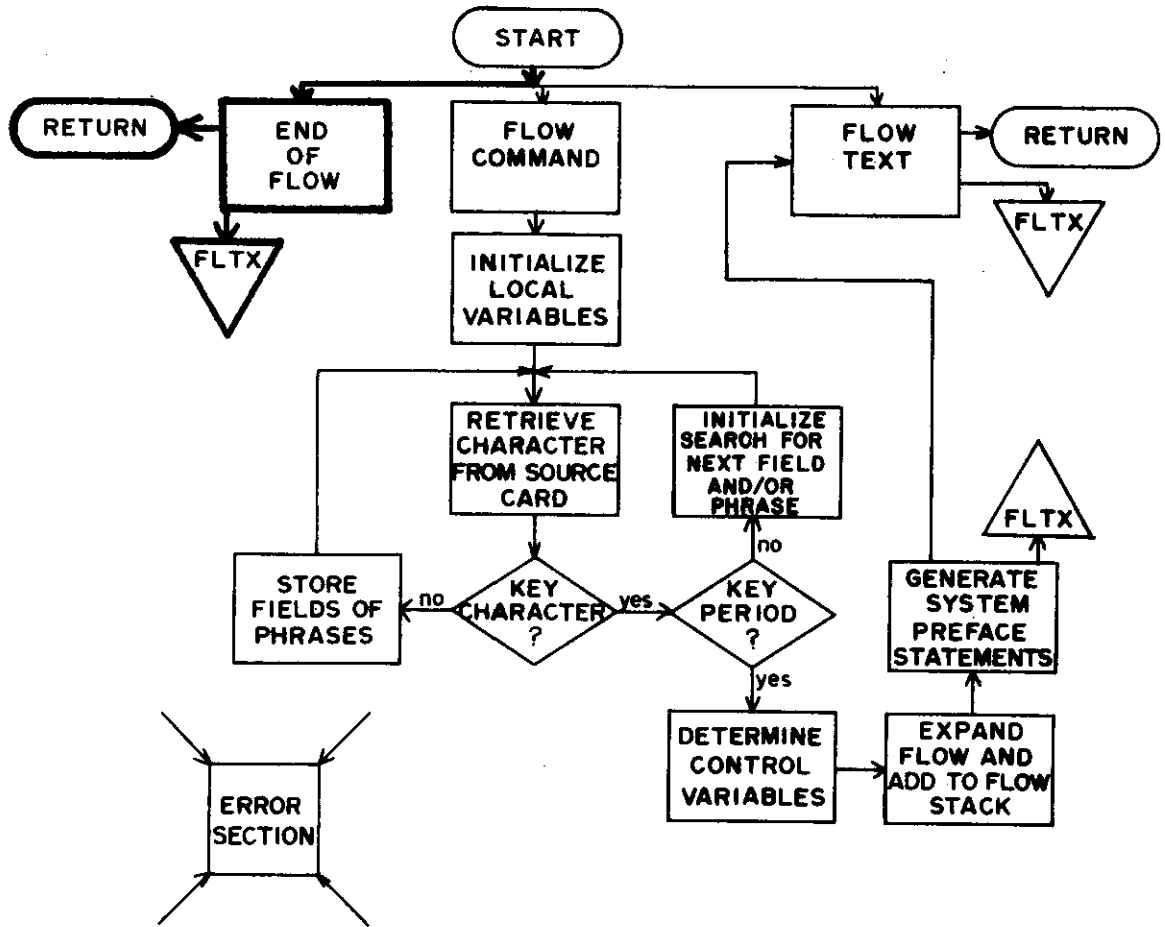 START
RETURN
END
OF
FLOW
FLOW
COMMAND
FLOW
TEXT
RETURN
FLTX
FLTX
INITIALIZE
LOCAL
VARIABLES
RETRIEVE
CHARACTER
FROM SOURCE
CARD
INITIALIZE
SEARCH FOR
NEXT FIELD
AND/OR
PHRASE
FLTX
no
STORE
FIELDS OF
PHRASES
no
KEY
CHARACTER
?
yes
KEY
PERIOD
?
GENERATE
SYSTEM
PREFACE
STATEMENTS
yes
DETERMINE
CONTROL
VARIABLES
EXPAND
FLOW AND
ADD TO FLOW
STACK
ERROR
SECTION